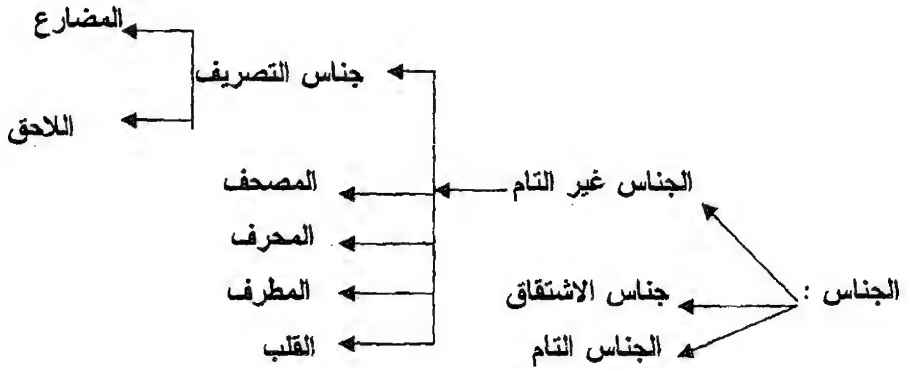 المضارع
جناس التصريف
اللاحق
الجناس غير التام
المصحف
المحرف
الجناس :
جناس الاشتقاق
المطرف
الجناس التام
القلب